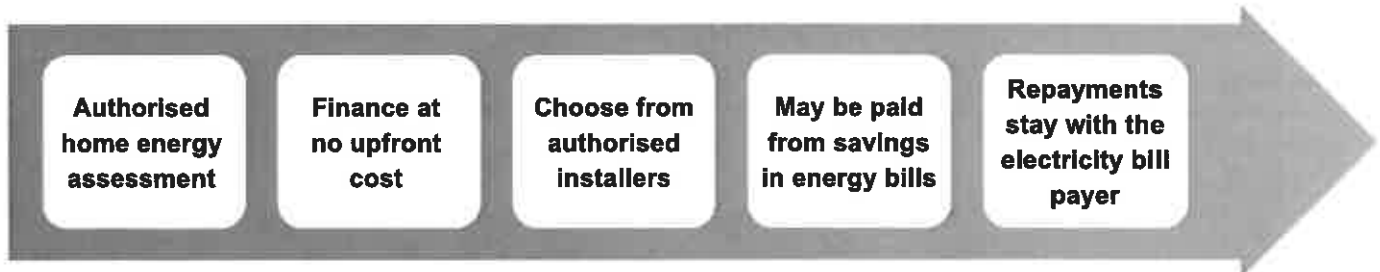 Authorised
home energy
assessment
Finance at
no upfront
cost
Choose from
authorised
installers
May be paid
from savings
in energy bills
Repayments
stay with the
electricity bill
payer